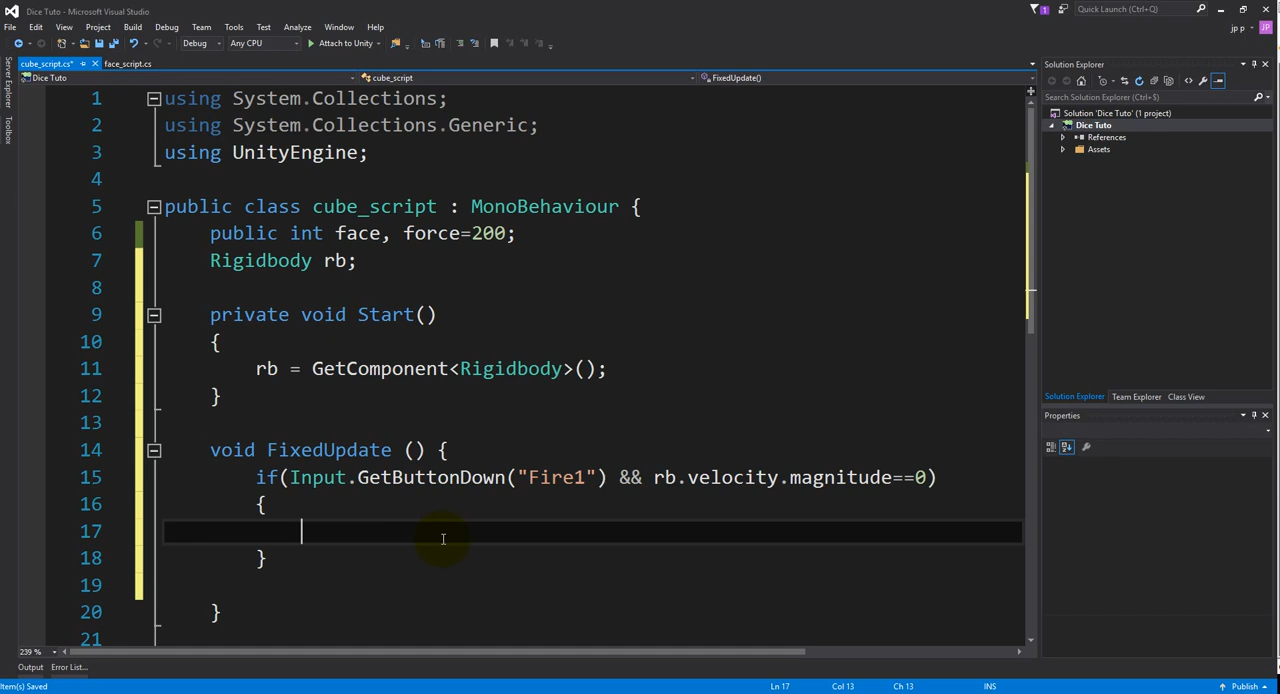 Dice Tuto - Microsoft Visual Studio
1
Quick Launch (Ctrl+Q)
File Edit View Project Build Debug Team Tools Test Analyze Window Help
jp p
JP
Debug
Any CPU
Attach to Unity
Server Explorer
Toolbox
cube_script.cs*
face_script.cs
Dice Tuto
cube_script
FixedUpdate()
1 using System.Collections;
2 using System.Collections.Generic;
3 using UnityEngine;
4
5 public class cube_script : MonoBehaviour {
6 public int face, force=200;
7 Rigidbody rb;
8
9 private void Start()
10 {
11 rb = GetComponent<Rigidbody>();
12 }
13
14 void FixedUpdate () {
15 if(Input.GetButtonDown("Fire1") && rb.velocity.magnitude==0)
16 {
17
18 }
19
20 }
21
239 %
Solution Explorer
Search Solution Explorer (Ctrl+$)
Solution 'Dice Tuto' (1 project)
Dice Tuto
References
Assets
Solution Explorer Team Explorer Class View
Properties
Output Error List...
Item(s) Saved
Ln 17 Col 13 Ch 13 INS
Publish